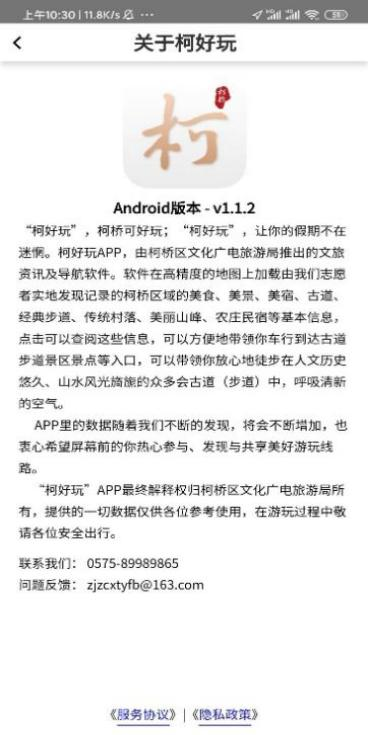 上午10:30 | 11.8K/s ···
关于柯好玩
柯
柯桥
Android版本 - v1.1.2
“柯好玩”，柯桥可好玩；“柯好玩”，让你的假期不在
迷惘。柯好玩APP，由柯桥区文化广电旅游局推出的文旅
资讯及导航软件。软件在高精度的地图上加载由我们志愿
者实地发现记录的柯桥区域的美食、美景、美宿、古道、
经典步道、传统村落、美丽山峰、农庄民宿等基本信息，
点击可以查阅这些信息，可以方便地带领你车行到达古道
步道景区景点等入口，可以带领你放心地徒步在人文历史
悠久、山水风光旖旎的众多会古道（步道）中，呼吸清新
的空气。
APP里的数据随着我们不断的发现，将会不断增加，也
衷心希望屏幕前的你热心参与、发现与共享美好游玩线
路。
“柯好玩”APP最终解释权归柯桥区文化广电旅游局所
有，提供的一切数据仅供各位参考使用，在游玩过程中敬
请各位安全出行。
联系我们： 0575-89989865
问题反馈： zjzcxtyfb@163.com
《服务协议》 | 《隐私政策》